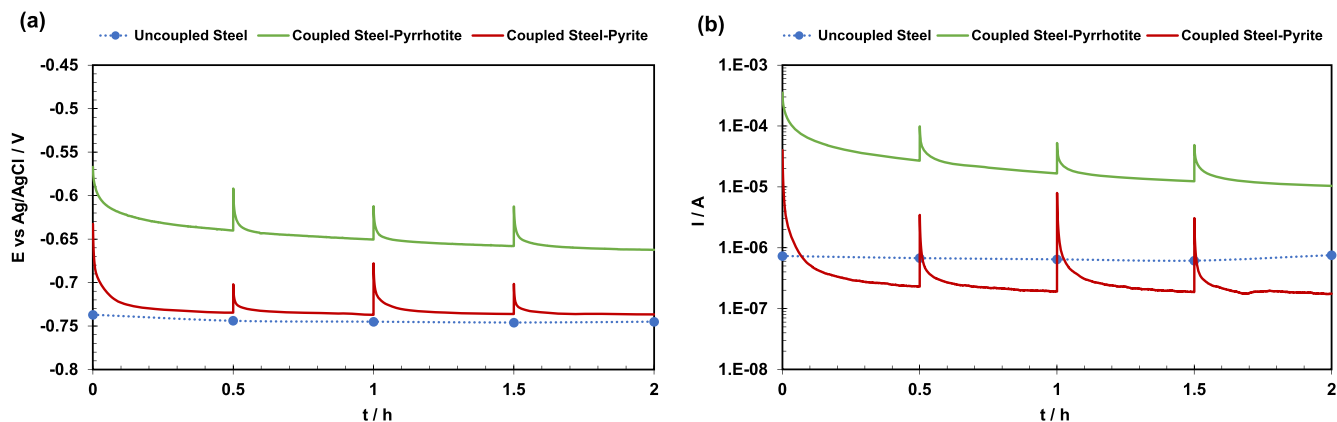 (a)
Uncoupled Steel Coupled Steel-Pyrrhotite Coupled Steel-Pyrite
E vs Ag/AgCl / V
-0.45
-0.5
-0.55
-0.6
-0.65
-0.7
-0.75
-0.8
0 0.5 1 1.5 2
t / h
(b)
Uncoupled Steel Coupled Steel-Pyrrhotite Coupled Steel-Pyrite
I / A
1.E-03
1.E-04
1.E-05
1.E-06
1.E-07
1.E-08
0 0.5 1 1.5 2
t / h